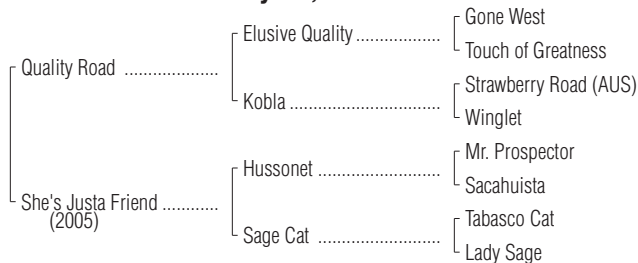 Gone West
Elusive Quality ..................
Touch of Greatness
Quality Road ....................
Strawberry Road (AUS)
Kobla ................................
Winglet
Mr. Prospector
Hussonet ..........................
Sacahuista
She's Justa Friend ............
(2005)
Tabasco Cat
Sage Cat ..........................
Lady Sage